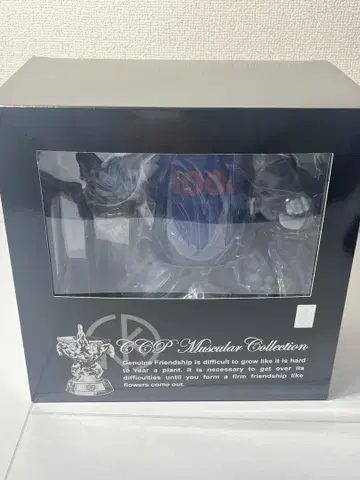 CCP Muscular Collection
Genuine Friendship is difficult to grow like it is hard
to rear a plant. It is necessary to get over its
difficulties until you form a firm friendship like
flowers come out.